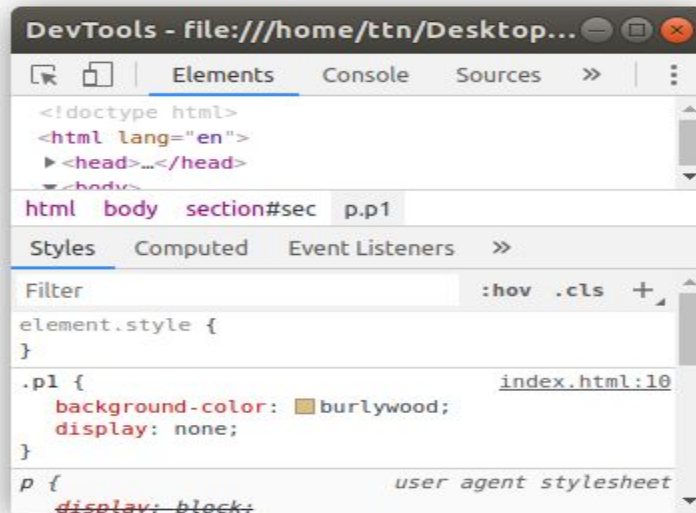 DevTools - file:///home/ttn/Desktop...
Elements Console Sources »
<!doctype html>
<html lang="en">
▶<head>…</head>
▼<body>
html body section#sec p.p1
Styles Computed Event Listeners »
Filter :hov .cls +
element.style {
}
.p1 { index.html:10
background-color: burlywood;
display: none;
}
p { user agent stylesheet
display: block;